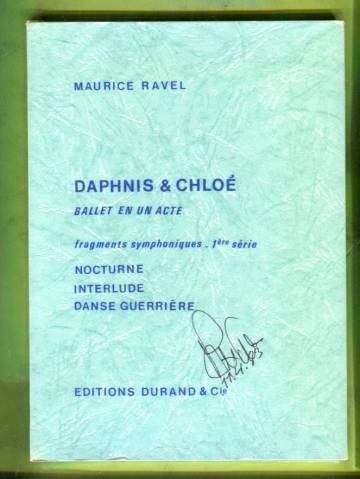 MAURICE RAVEL
DAPHNIS & CHLOÉ
BALLET EN UN ACTE
fragments symphoniques . 1ère série
NOCTURNE
INTERLUDE
DANSE GUERRIÈRE
EDITIONS DURAND & Cie